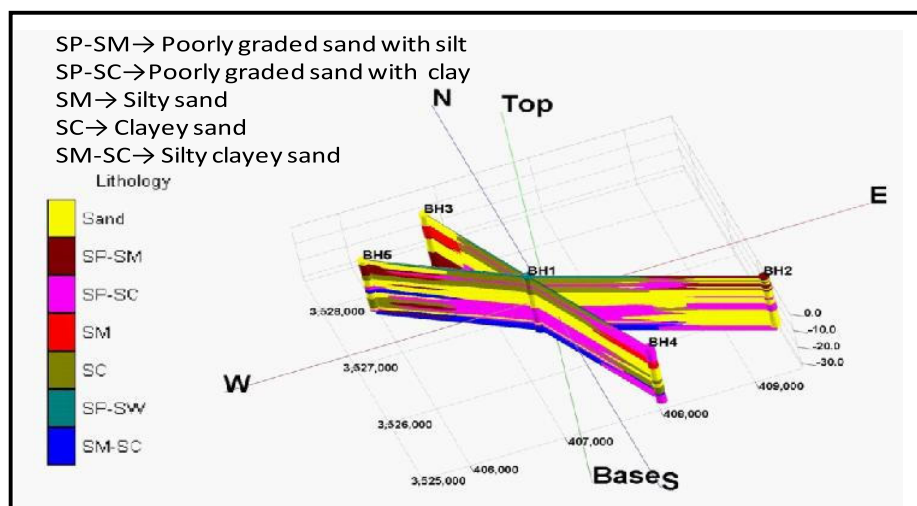 SP-SM→ Poorly graded sand with silt
SP-SC→Poorly graded sand with clay
SM→ Silty sand
SC→ Clayey sand
SM-SC→ Silty clayey sand
Lithology
Sand
SP-SM
SP-SC
SM
SC
SP-SW
SM-SC
N
Top
E
BH3
BH5
BH1
BH2
BH4
W
3,528,000
3,527,000
3,526,000
3,525,000
406,000
407,000
408,000
409,000
0.0
-10.0
-20.0
-30.0
Base
S